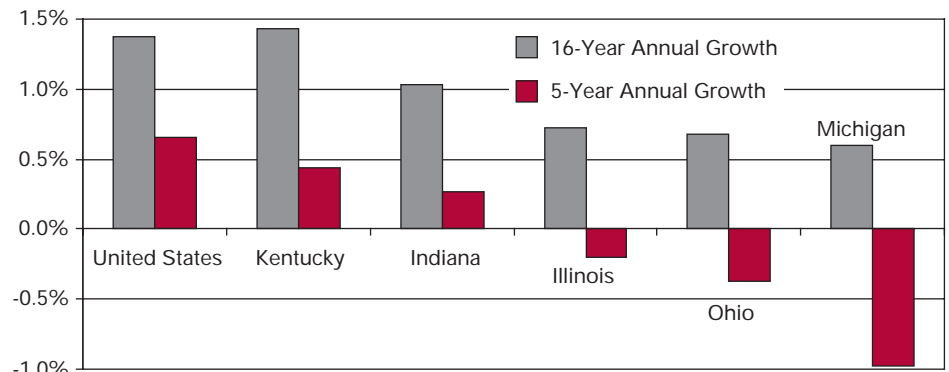 1.5%
16-Year Annual Growth
1.0%
5-Year Annual Growth
Michigan
0.5%
0.0%
United States Kentucky Indiana
Illinois
-0.5%
Ohio
-1.0%